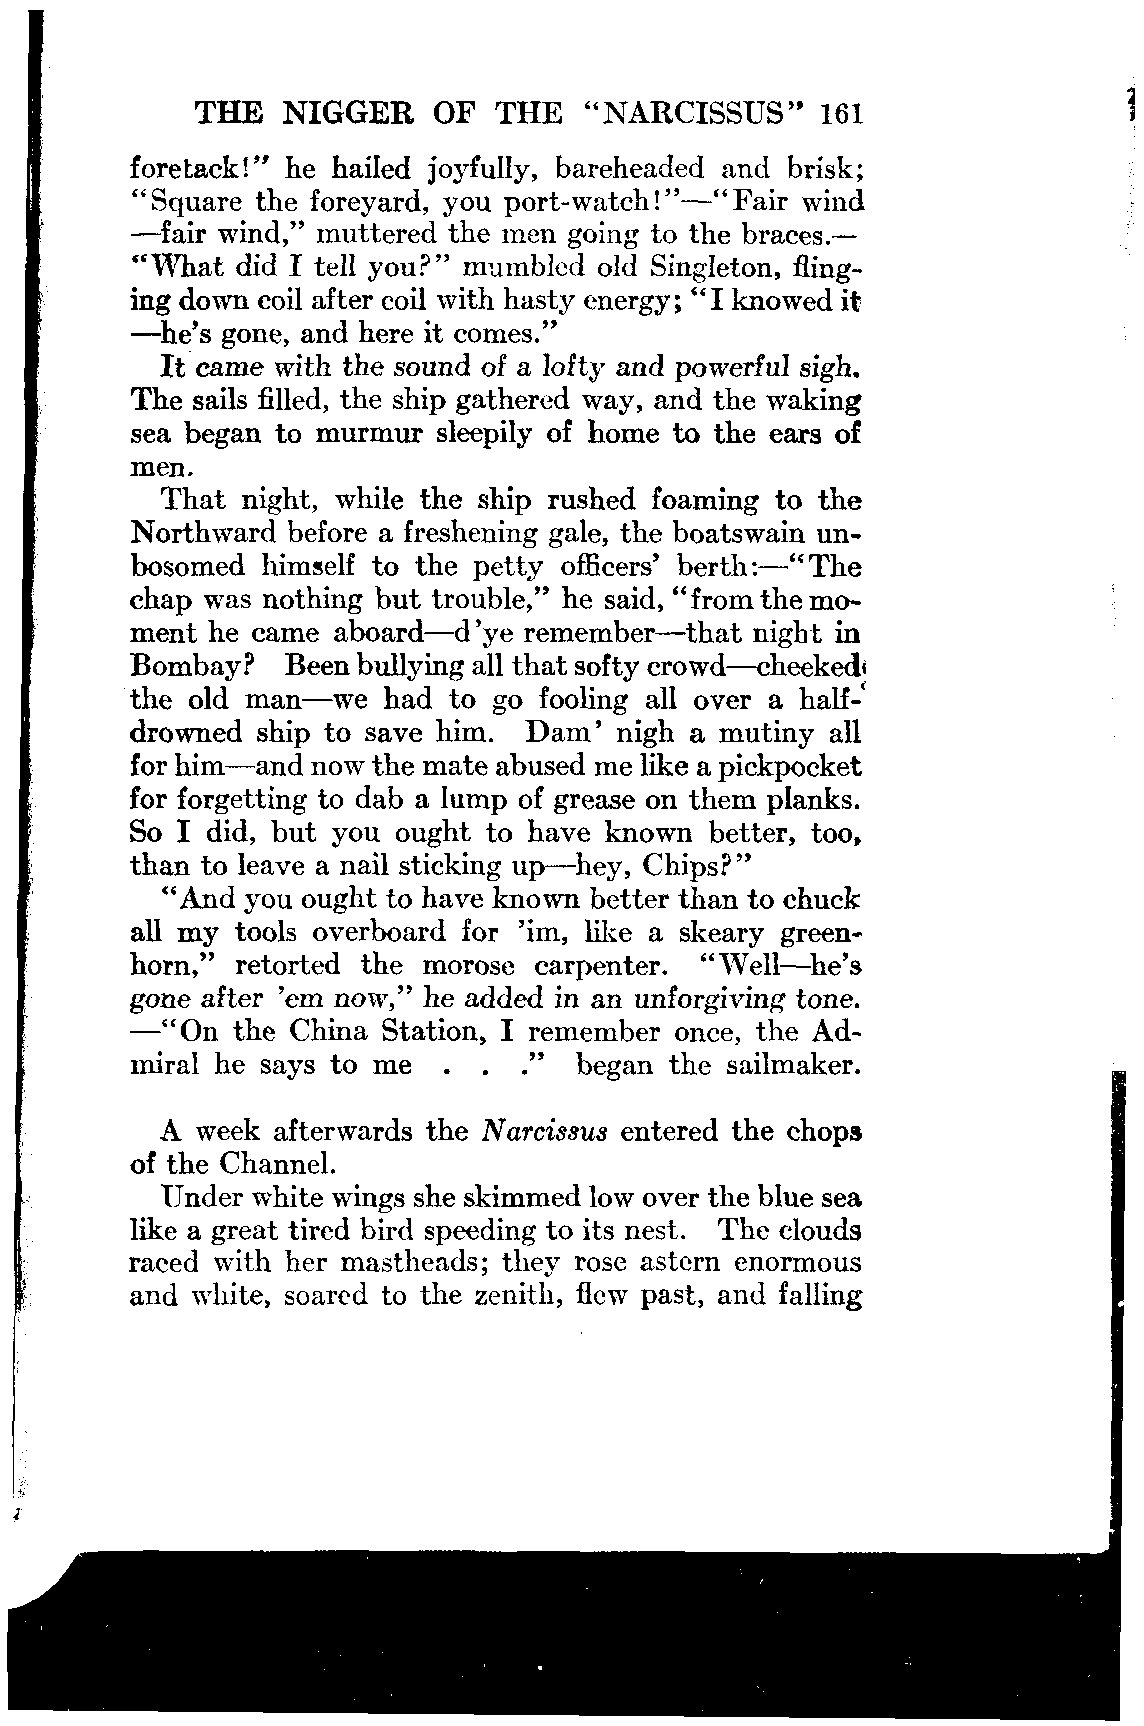 THE NIGGER OF THE "NARCISSUS" 161
foretack!" he hailed joyfully, bareheaded and brisk;
"Square the foreyard, you port-watch!"—"Fair wind
—fair wind," muttered the men going to the braces.—
"What did I tell you?" mumbled old Singleton, fling-
ing down coil after coil with hasty energy; "I knowed it
—he's gone, and here it comes."
It came with the sound of a lofty and powerful sigh.
The sails filled, the ship gathered way, and the waking
sea began to murmur sleepily of home to the ears of
men.
That night, while the ship rushed foaming to the
Northward before a freshening gale, the boatswain un-
bosomed himself to the petty officers' berth:—"The
chap was nothing but trouble," he said, "from the mo-
ment he came aboard—d'ye remember—that night in
Bombay? Been bullying all that softy crowd—cheeked
the old man—we had to go fooling all over a half-
drowned ship to save him. Dam' nigh a mutiny all
for him—and now the mate abused me like a pickpocket
for forgetting to dab a lump of grease on them planks.
So I did, but you ought to have known better, too,
than to leave a nail sticking up—hey, Chips?"
"And you ought to have known better than to chuck
all my tools overboard for 'im, like a skeary green-
horn," retorted the morose carpenter. "Well—he's
gone after 'em now," he added in an unforgiving tone.
—"On the China Station, I remember once, the Ad-
miral he says to me . . ." began the sailmaker.
A week afterwards the Narcissus entered the chops
of the Channel.
Under white wings she skimmed low over the blue sea
like a great tired bird speeding to its nest. The clouds
raced with her mastheads; they rose astern enormous
and white, soared to the zenith, flew past, and falling